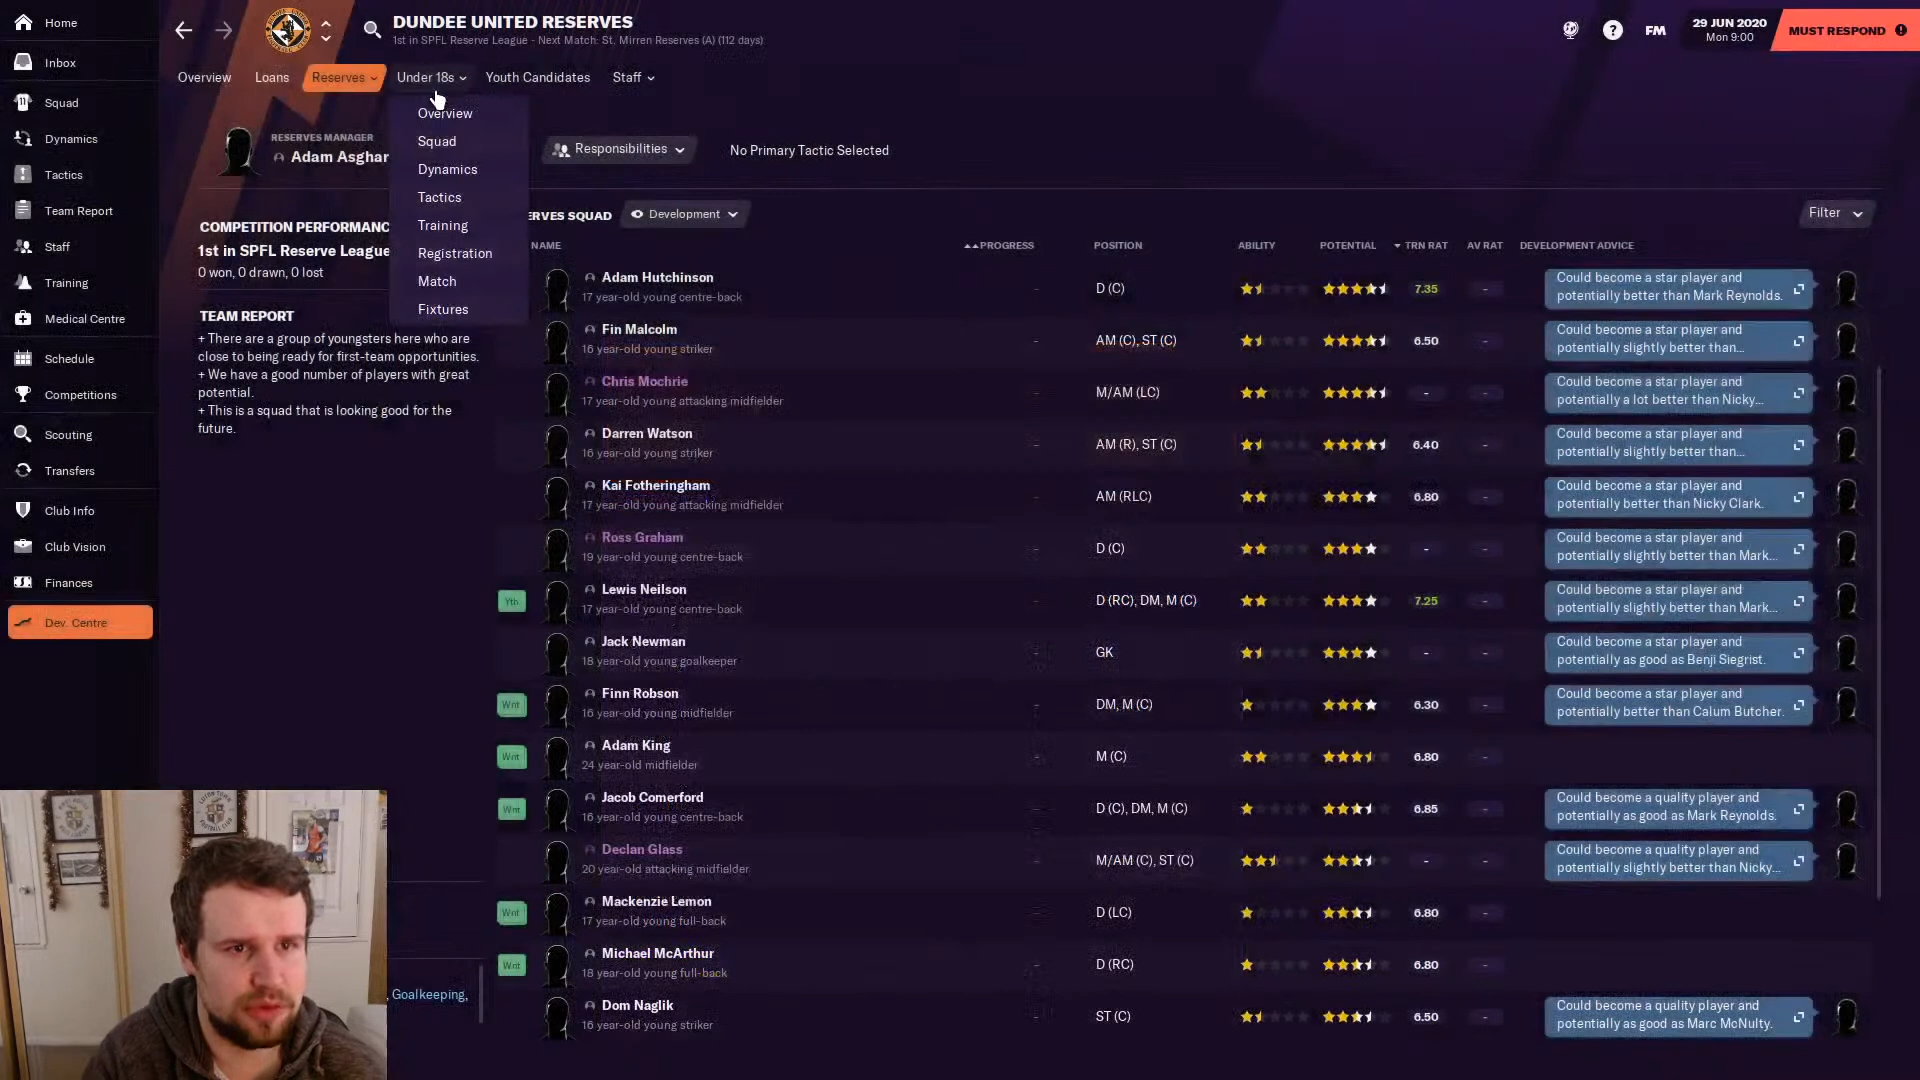 Home
DUNDEE UNITED RESERVES
1st in SPFL Reserve League - Next Match: St. Mirren Reserves (A) (112 days)
FM
29 JUN 2020
Mon 9:00
MUST RESPOND
Inbox
Squad
Dynamics
Tactics
Team Report
Staff
Training
Medical Centre
Schedule
Competitions
Scouting
Transfers
Club Info
Club Vision
Finances
Dev. Centre
Overview Loans Reserves Under 18s Youth Candidates Staff
Overview
Squad
Dynamics
Tactics
Training
Registration
Match
Fixtures
RESERVES MANAGER
Adam Asghar
Responsibilities
No Primary Tactic Selected
COMPETITION PERFORMANC
1st in SPFL Reserve League
0 won, 0 drawn, 0 lost
TEAM REPORT
+ There are a group of youngsters here who are
close to being ready for first-team opportunities.
+ We have a good number of players with great
potential.
+ This is a squad that is looking good for the
future.
, Goalkeeping,
ERVES SQUAD Development Filter
NAME PROGRESS POSITION ABILITY POTENTIAL TRN RAT AV RAT DEVELOPMENT ADVICE
Adam Hutchinson
17 year-old young centre-back
- D (C) 7.35 -
Could become a star player and
potentially better than Mark Reynolds.
Fin Malcolm
16 year-old young striker
- AM (C), ST (C) 6.50 -
Could become a star player and
potentially slightly better than...
Chris Mochrie
17 year-old young attacking midfielder
- M/AM (LC) - -
Could become a star player and
potentially a lot better than Nicky...
Darren Watson
16 year-old young striker
- AM (R), ST (C) 6.40 -
Could become a star player and
potentially slightly better than...
Kai Fotheringham
17 year-old young attacking midfielder
- AM (RLC) 6.80 -
Could become a star player and
potentially better than Nicky Clark.
Ross Graham
19 year-old young centre-back
- D (C) - -
Could become a star player and
potentially slightly better than Mark...
Yth
Lewis Neilson
17 year-old young centre-back
- D (RC), DM, M (C) 7.25 -
Could become a star player and
potentially slightly better than Mark...
Jack Newman
18 year-old young goalkeeper
- GK - -
Could become a star player and
potentially as good as Benji Siegrist.
Wnt
Finn Robson
16 year-old young midfielder
- DM, M (C) 6.30 -
Could become a star player and
potentially better than Calum Butcher.
Wnt
Adam King
24 year-old midfielder
- M (C) 6.80 -
Wnt
Jacob Comerford
16 year-old young centre-back
- D (C), DM, M (C) 6.85 -
Could become a quality player and
potentially as good as Mark Reynolds.
Declan Glass
20 year-old attacking midfielder
- M/AM (C), ST (C) - -
Could become a quality player and
potentially slightly better than Nicky...
Wnt
Mackenzie Lemon
17 year-old young full-back
- D (LC) 6.80 -
Wnt
Michael McArthur
18 year-old young full-back
- D (RC) 6.80 -
Dom Naglik
16 year-old young striker
- ST (C) 6.50 -
Could become a quality player and
potentially as good as Marc McNulty.